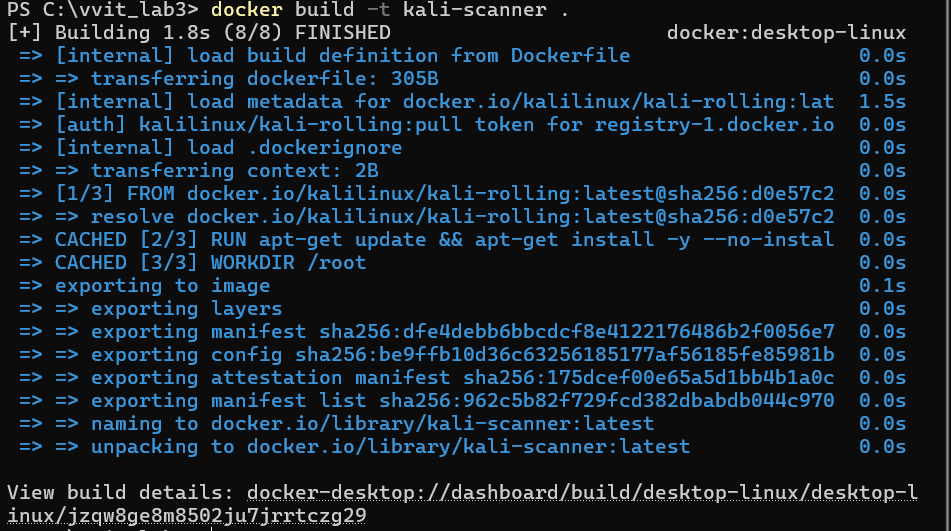 PS C:\vvit_lab3> docker build -t kali-scanner .
[+] Building 1.8s (8/8) FINISHED docker:desktop-linux
=> [internal] load build definition from Dockerfile 0.0s
=> => transferring dockerfile: 305B 0.0s
=> [internal] load metadata for docker.io/kalilinux/kali-rolling:lat 1.5s
=> [auth] kalilinux/kali-rolling:pull token for registry-1.docker.io 0.0s
=> [internal] load .dockerignore 0.0s
=> => transferring context: 2B 0.0s
=> [1/3] FROM docker.io/kalilinux/kali-rolling:latest@sha256:d0e57c2 0.0s
=> => resolve docker.io/kalilinux/kali-rolling:latest@sha256:d0e57c2 0.0s
=> CACHED [2/3] RUN apt-get update && apt-get install -y --no-instal 0.0s
=> CACHED [3/3] WORKDIR /root 0.0s
=> exporting to image 0.1s
=> => exporting layers 0.0s
=> => exporting manifest sha256:dfe4debb6bbcdcf8e4122176486b2f0056e7 0.0s
=> => exporting config sha256:be9ffb10d36c63256185177af56185fe85981b 0.0s
=> => exporting attestation manifest sha256:175dcef00e65a5d1bb4b1a0c 0.0s
=> => exporting manifest list sha256:962c5b82f729fcd382dbabdb044c970 0.0s
=> => naming to docker.io/library/kali-scanner:latest 0.0s
=> => unpacking to docker.io/library/kali-scanner:latest 0.0s
View build details: docker-desktop://dashboard/build/desktop-linux/desktop-l
inux/jzqw8ge8m8502ju7jrrtczg29